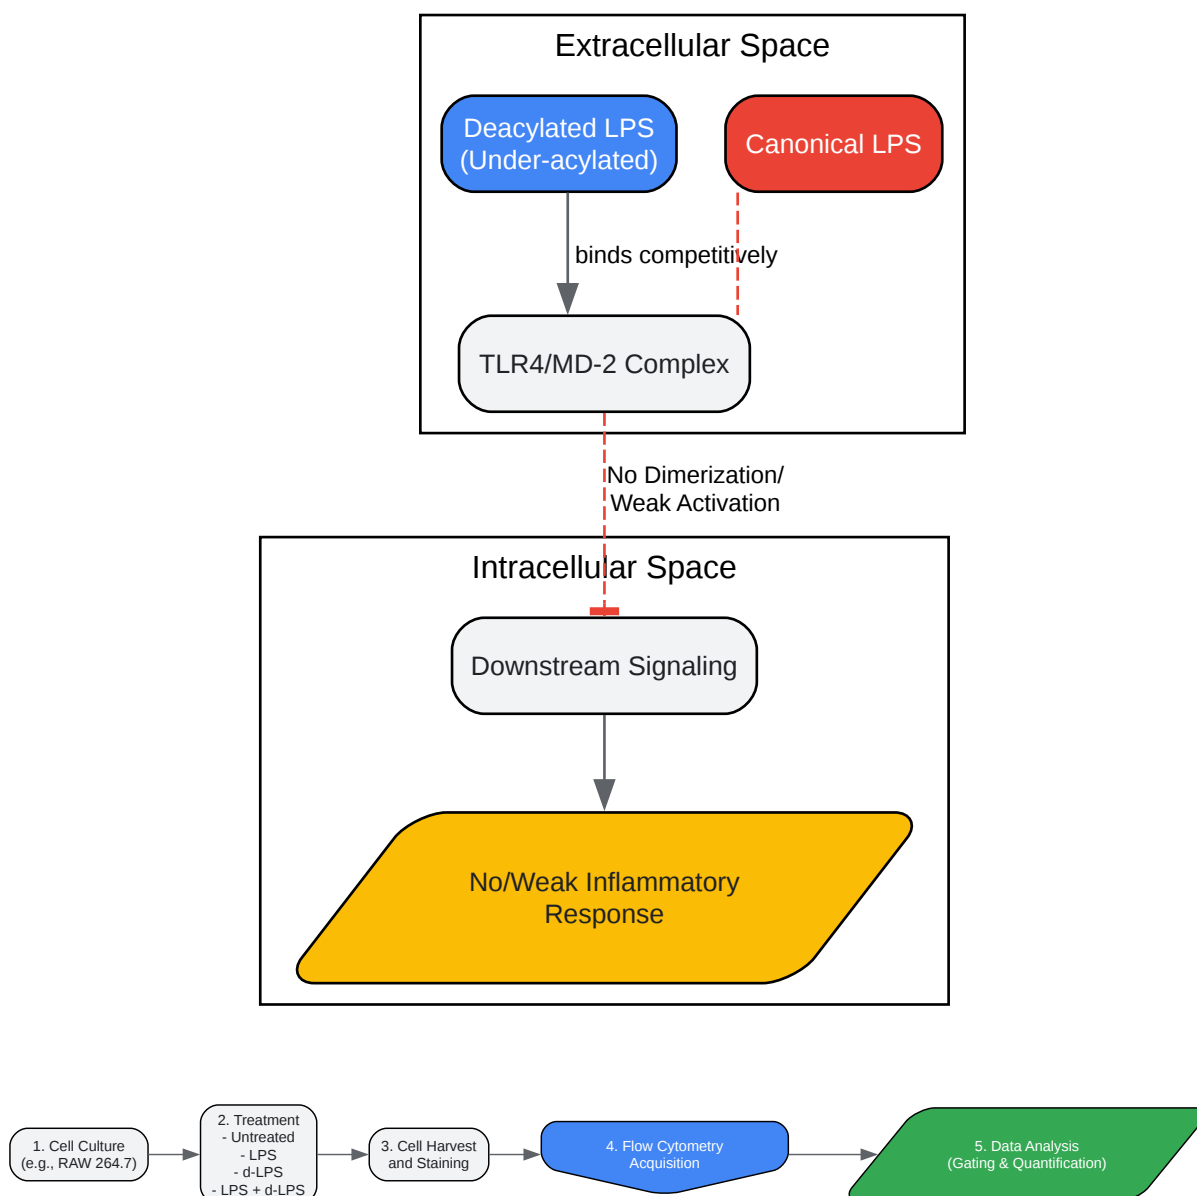 Extracellular Space
Deacylated LPS
(Under-acylated)
Canonical LPS
binds competitively
TLR4/MD-2 Complex
No Dimerization/
Weak Activation
Intracellular Space
Downstream Signaling
No/Weak Inflammatory
Response
1. Cell Culture
(e.g., RAW 264.7)
2. Treatment
- Untreated
- LPS
- d-LPS
- LPS + d-LPS
3. Cell Harvest
and Staining
4. Flow Cytometry
Acquisition
5. Data Analysis
(Gating & Quantification)